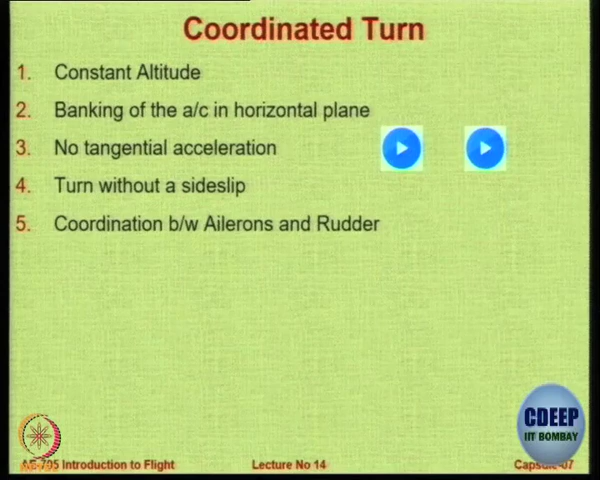 Coordinated Turn
1. Constant Altitude
2. Banking of the a/c in horizontal plane
3. No tangential acceleration
4. Turn without a sideslip
5. Coordination b/w Ailerons and Rudder
CDEEP
IIT BOMBAY
AE-705 Introduction to Flight Lecture No 14 Capsule-07